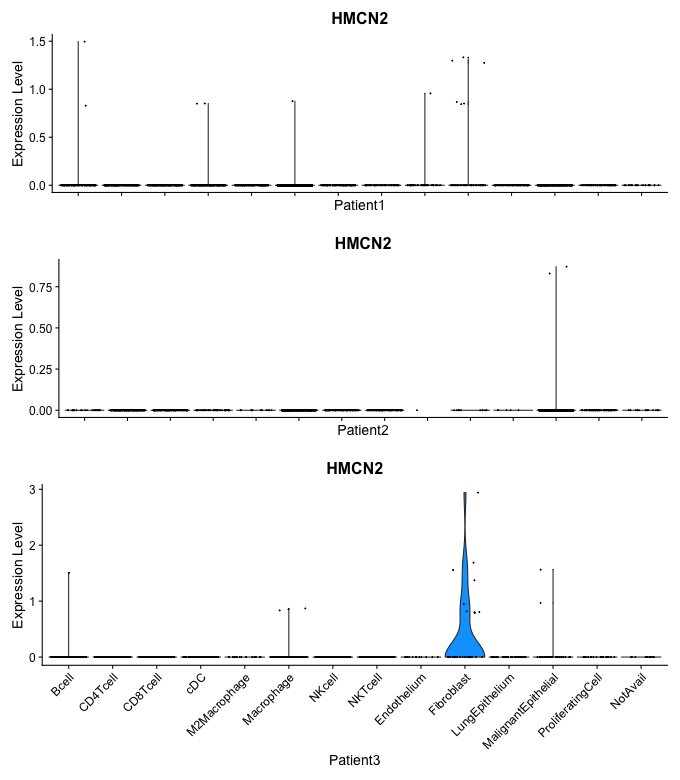 HMCN2
Expression Level
1.5
1.0
0.5
0.0
Patient1
HMCN2
Expression Level
0.75
0.50
0.25
0.00
Patient2
HMCN2
Expression Level
3
2
1
0
Bcell
CD4Tcell
CD8Tcell
cDC
M2Macrophage
Macrophage
NKcell
NKTcell
Endothelium
Fibroblast
LungEpithelium
MalignantEpithelial
ProliferatingCell
NotAvail
Patient3